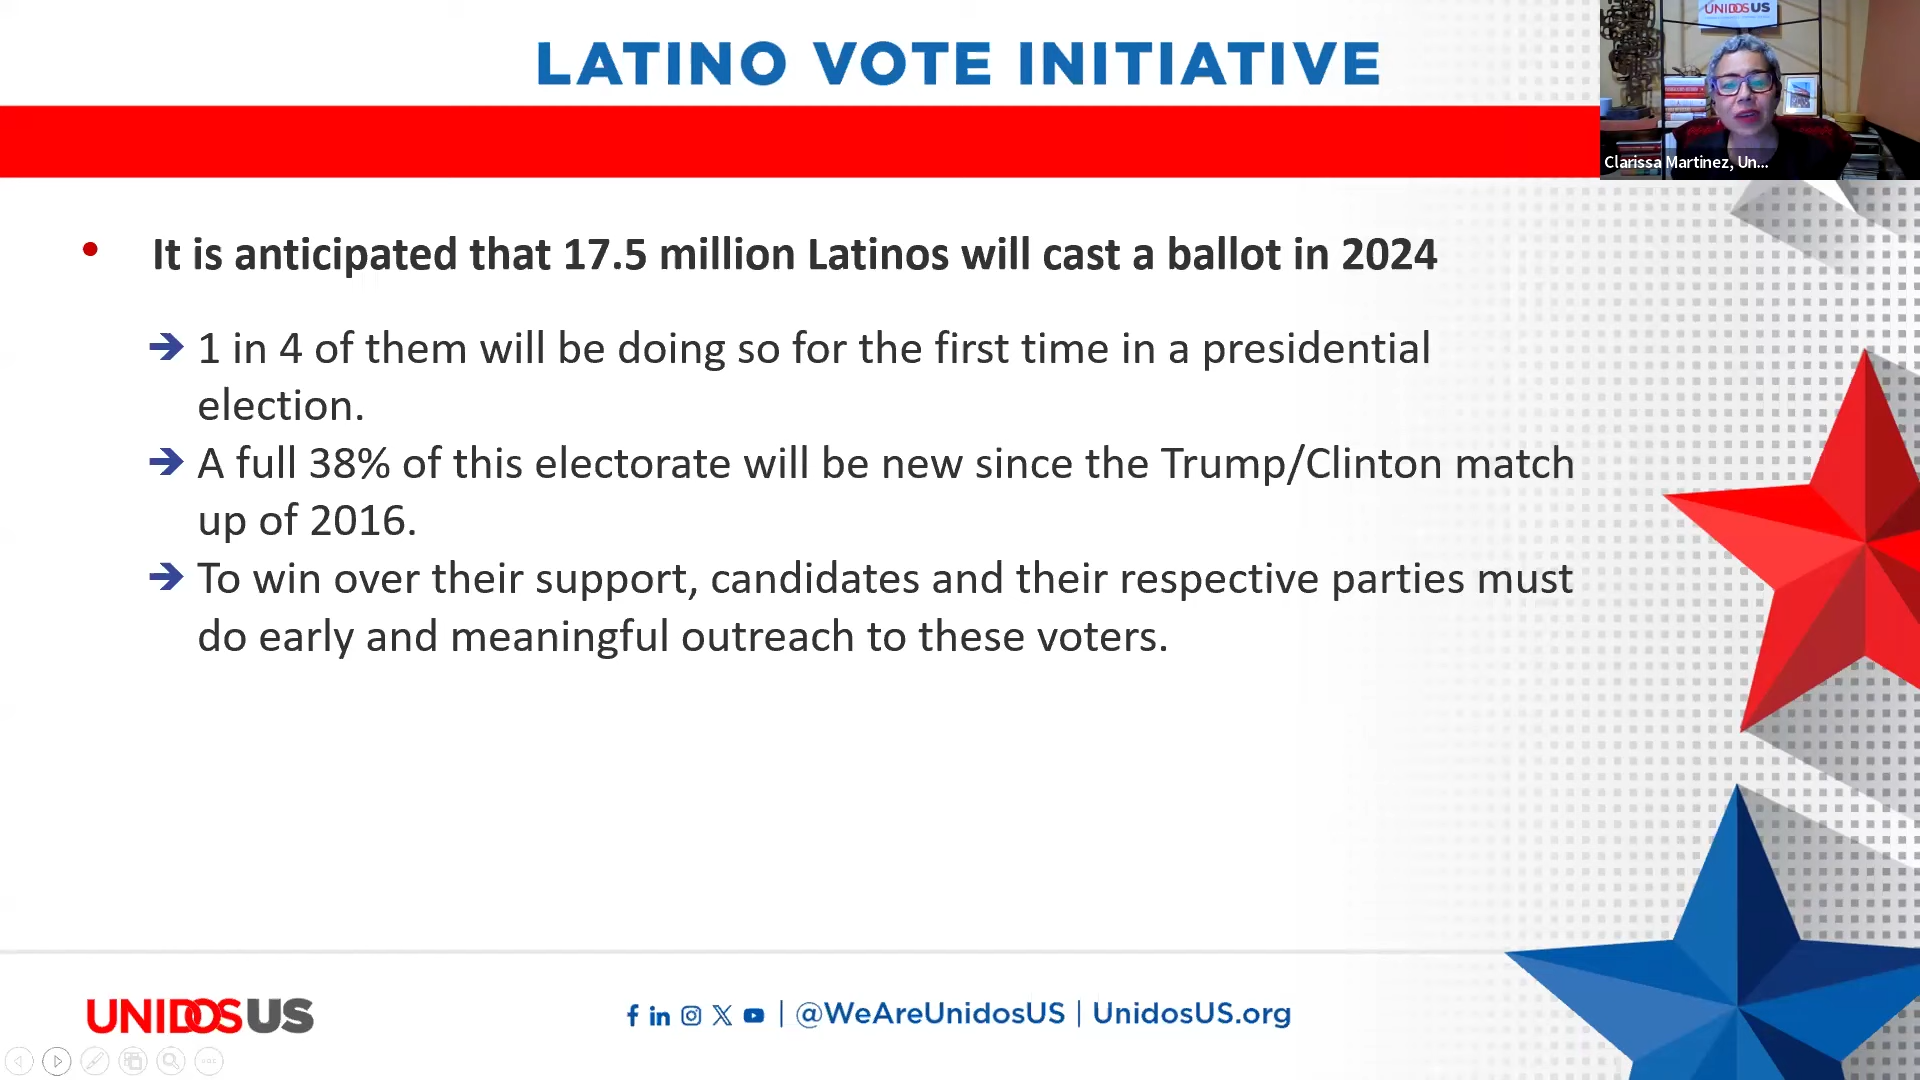 LATINO VOTE INITIATIVE
UNIDOSUS
Clarissa Martinez, Un...
• It is anticipated that 17.5 million Latinos will cast a ballot in 2024
➔ 1 in 4 of them will be doing so for the first time in a presidential
election.
➔ A full 38% of this electorate will be new since the Trump/Clinton match
up of 2016.
➔ To win over their support, candidates and their respective parties must
do early and meaningful outreach to these voters.
UNIDOSUS
| @WeAreUnidosUS | UnidosUS.org